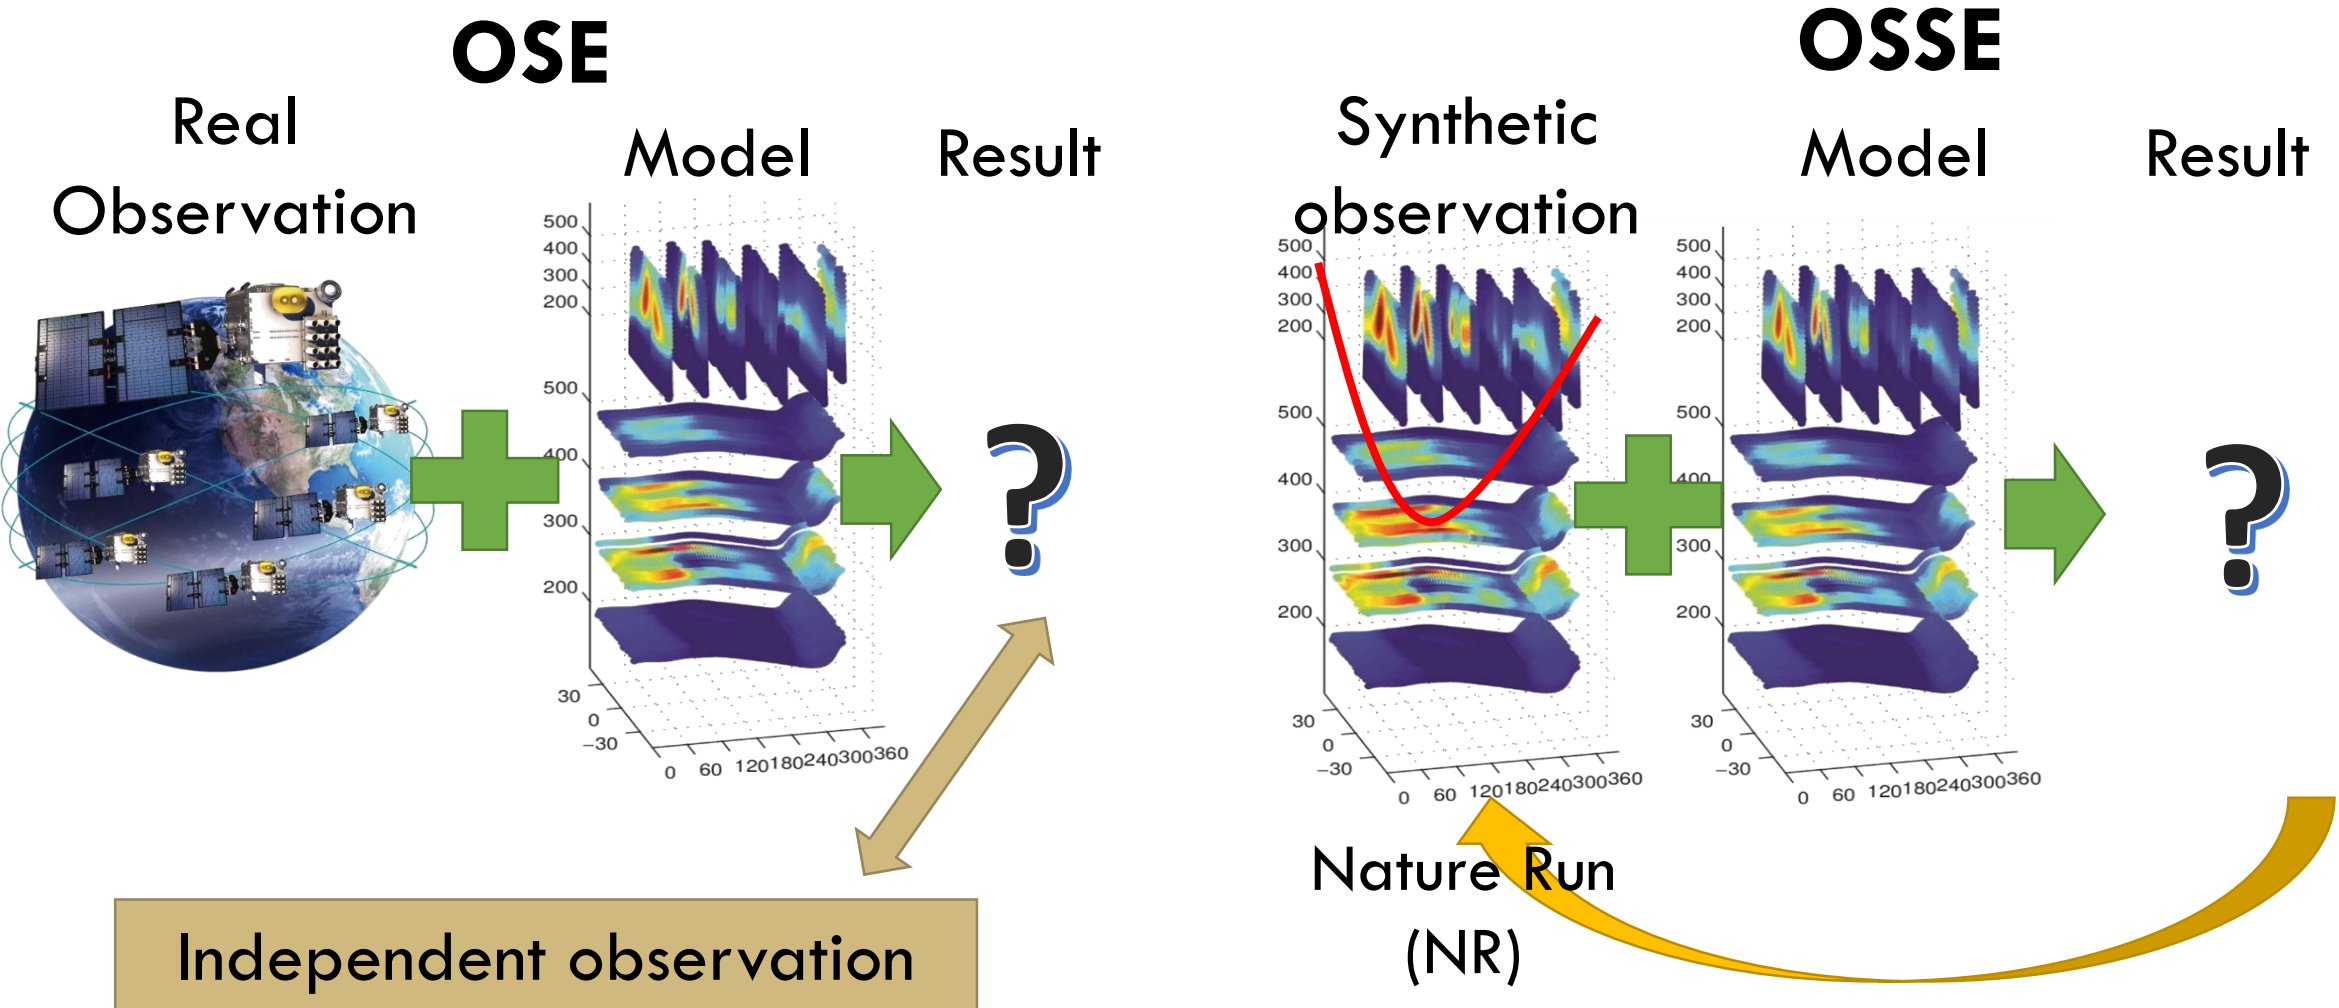 OSE
Real
Observation
Model
Result
500
400
300
200
500
400
300
200
30
0
−30
0 60 120 180 240 300 360
Independent observation
OSSE
Synthetic
observation
Model
Result
500
400
300
200
500
400
300
200
30
0
−30
0 60 120 180 240 300 360
500
400
300
200
500
400
300
200
30
0
−30
0 60 120 180 240 300 360
Nature Run
(NR)